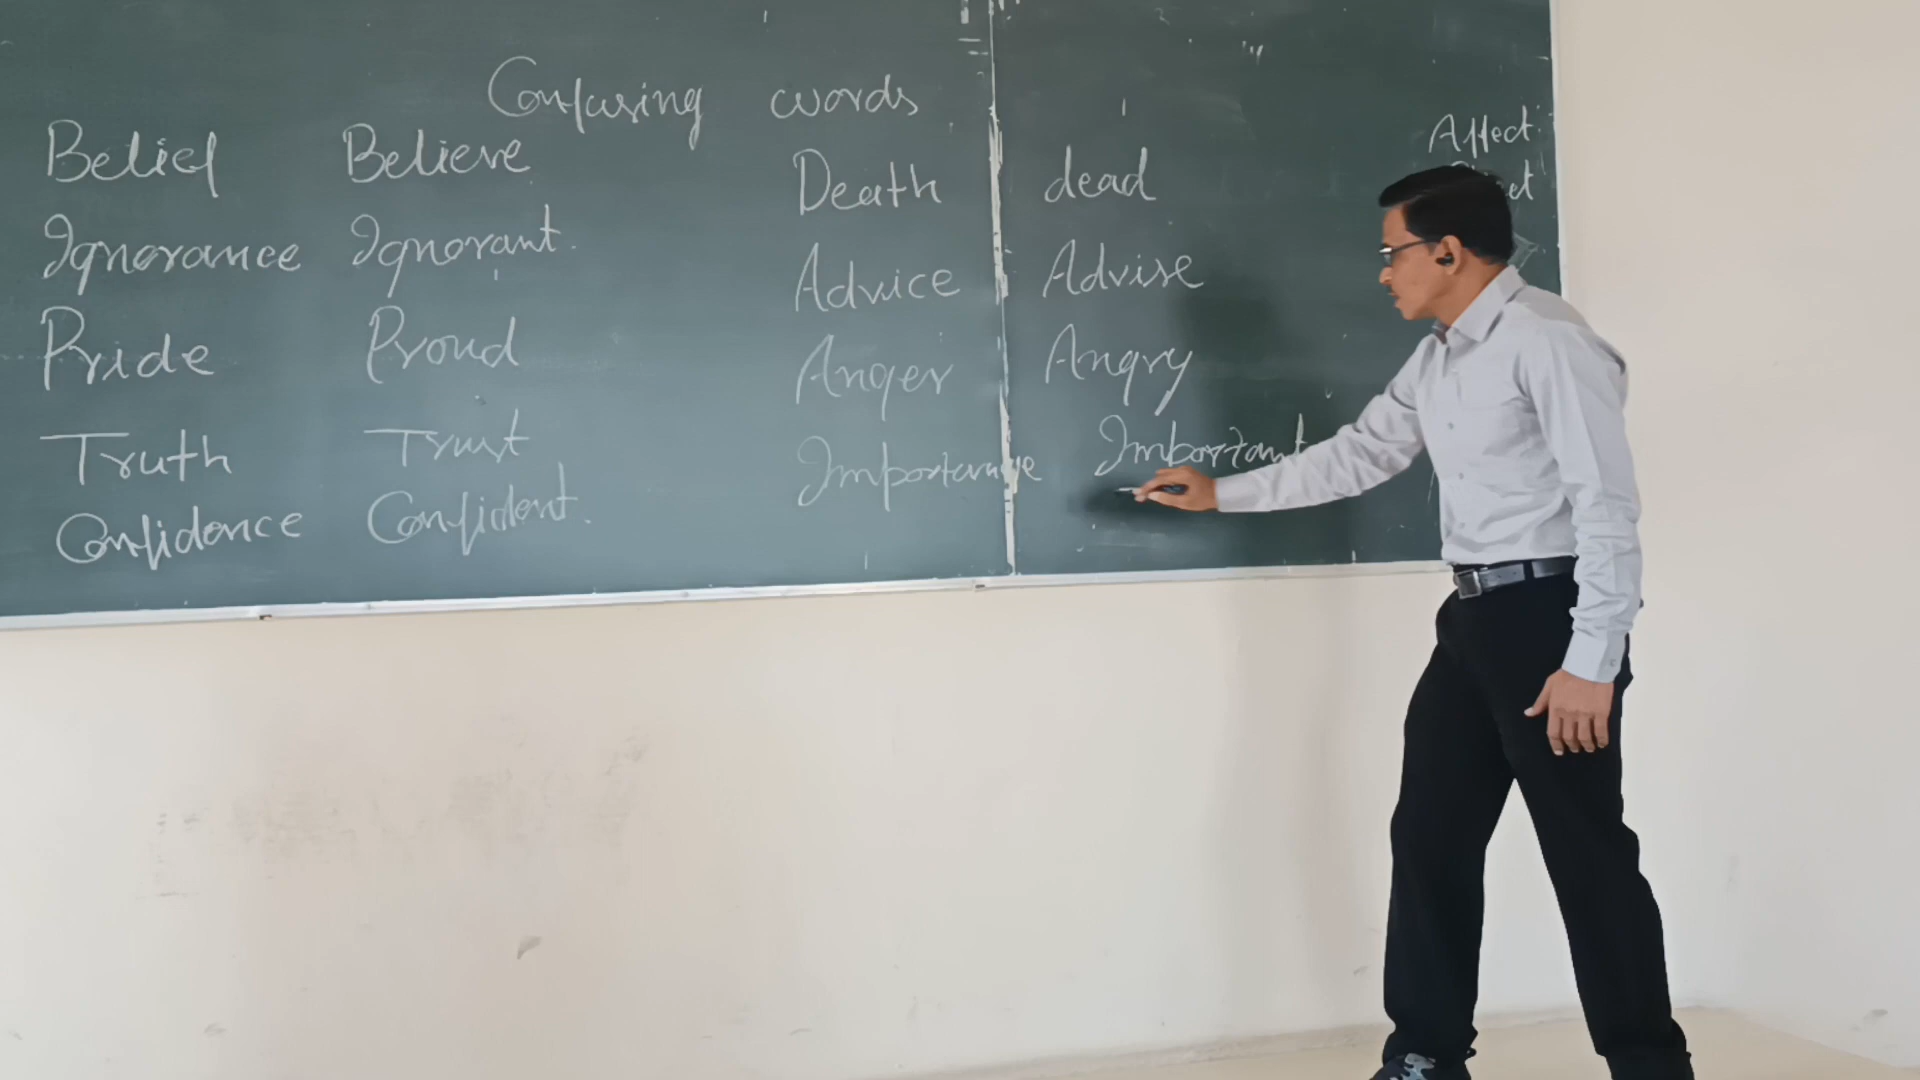 Confusing words
Belief Believe
Ignorance Ignorant.
Pride Proud
Truth Trust
Confidence Confident.
Death dead
Advice Advise
Anger Angry
Importance Important
Affect